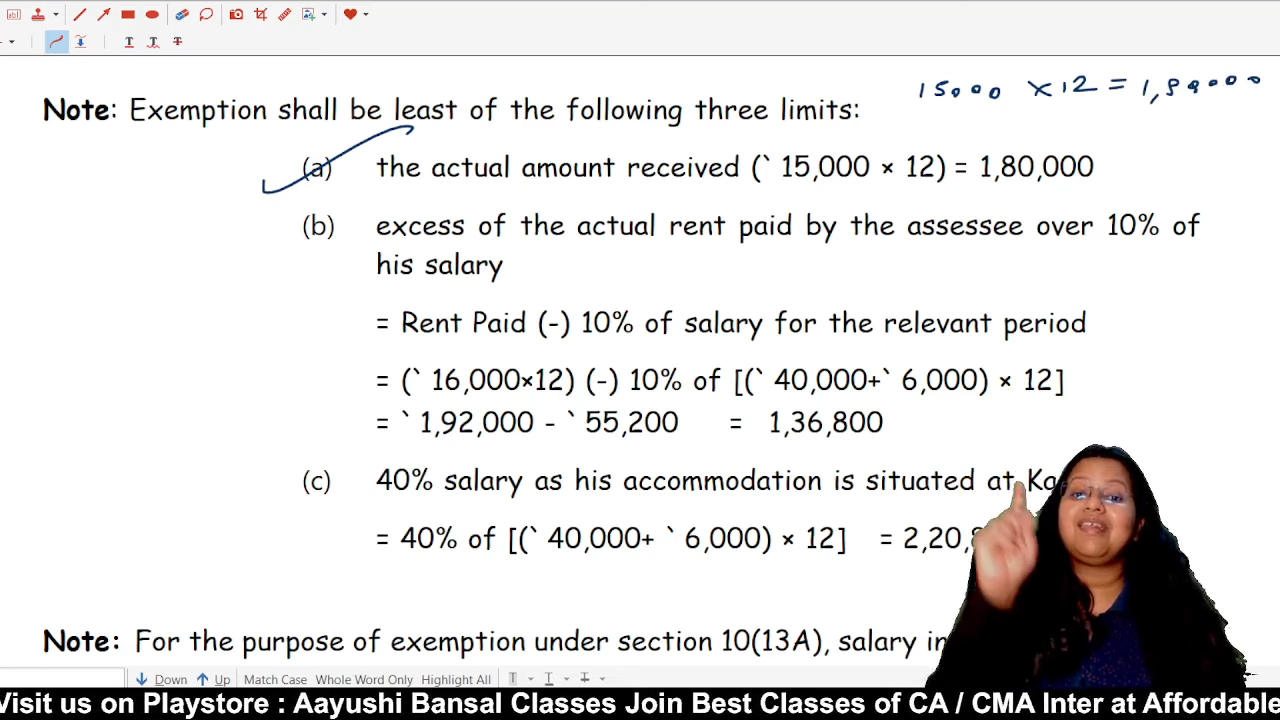 15000 × 12 = 1,80000
Note: Exemption shall be least of the following three limits:
(a) the actual amount received (` 15,000 × 12) = 1,80,000
(b) excess of the actual rent paid by the assessee over 10% of
his salary
= Rent Paid (-) 10% of salary for the relevant period
= (` 16,000×12) (-) 10% of [(` 40,000+` 6,000) × 12]
= ` 1,92,000 - ` 55,200 = 1,36,800
(c) 40% salary as his accommodation is situated at
= 40% of [(` 40,000+ ` 6,000) × 12] = 2,20,
Note: For the purpose of exemption under section 10(13A), salary
Down Up Match Case Whole Word Only Highlight All
Visit us on Playstore : Aayushi Bansal Classes Join Best Classes of CA / CMA Inter at Affordable